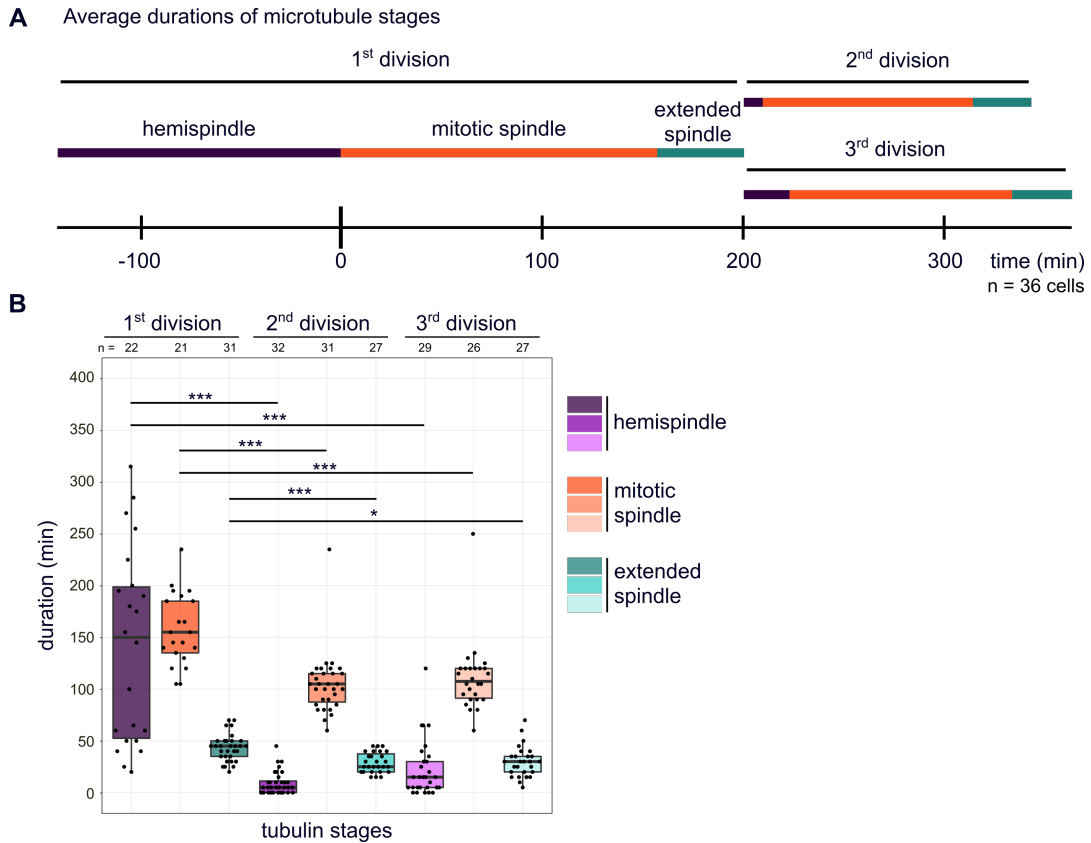 A Average durations of microtubule stages
1st division
2nd division
hemispindle
mitotic spindle
extended
spindle
3rd division
-100 0 100 200 300 time (min)
n = 36 cells
B
1st division 2nd division 3rd division
n = 22 21 31 32 31 27 29 26 27
400
***
***
350
***
***
300
***
*
250
200
150
100
50
0
duration (min)
tubulin stages
hemispindle
mitotic
spindle
extended
spindle